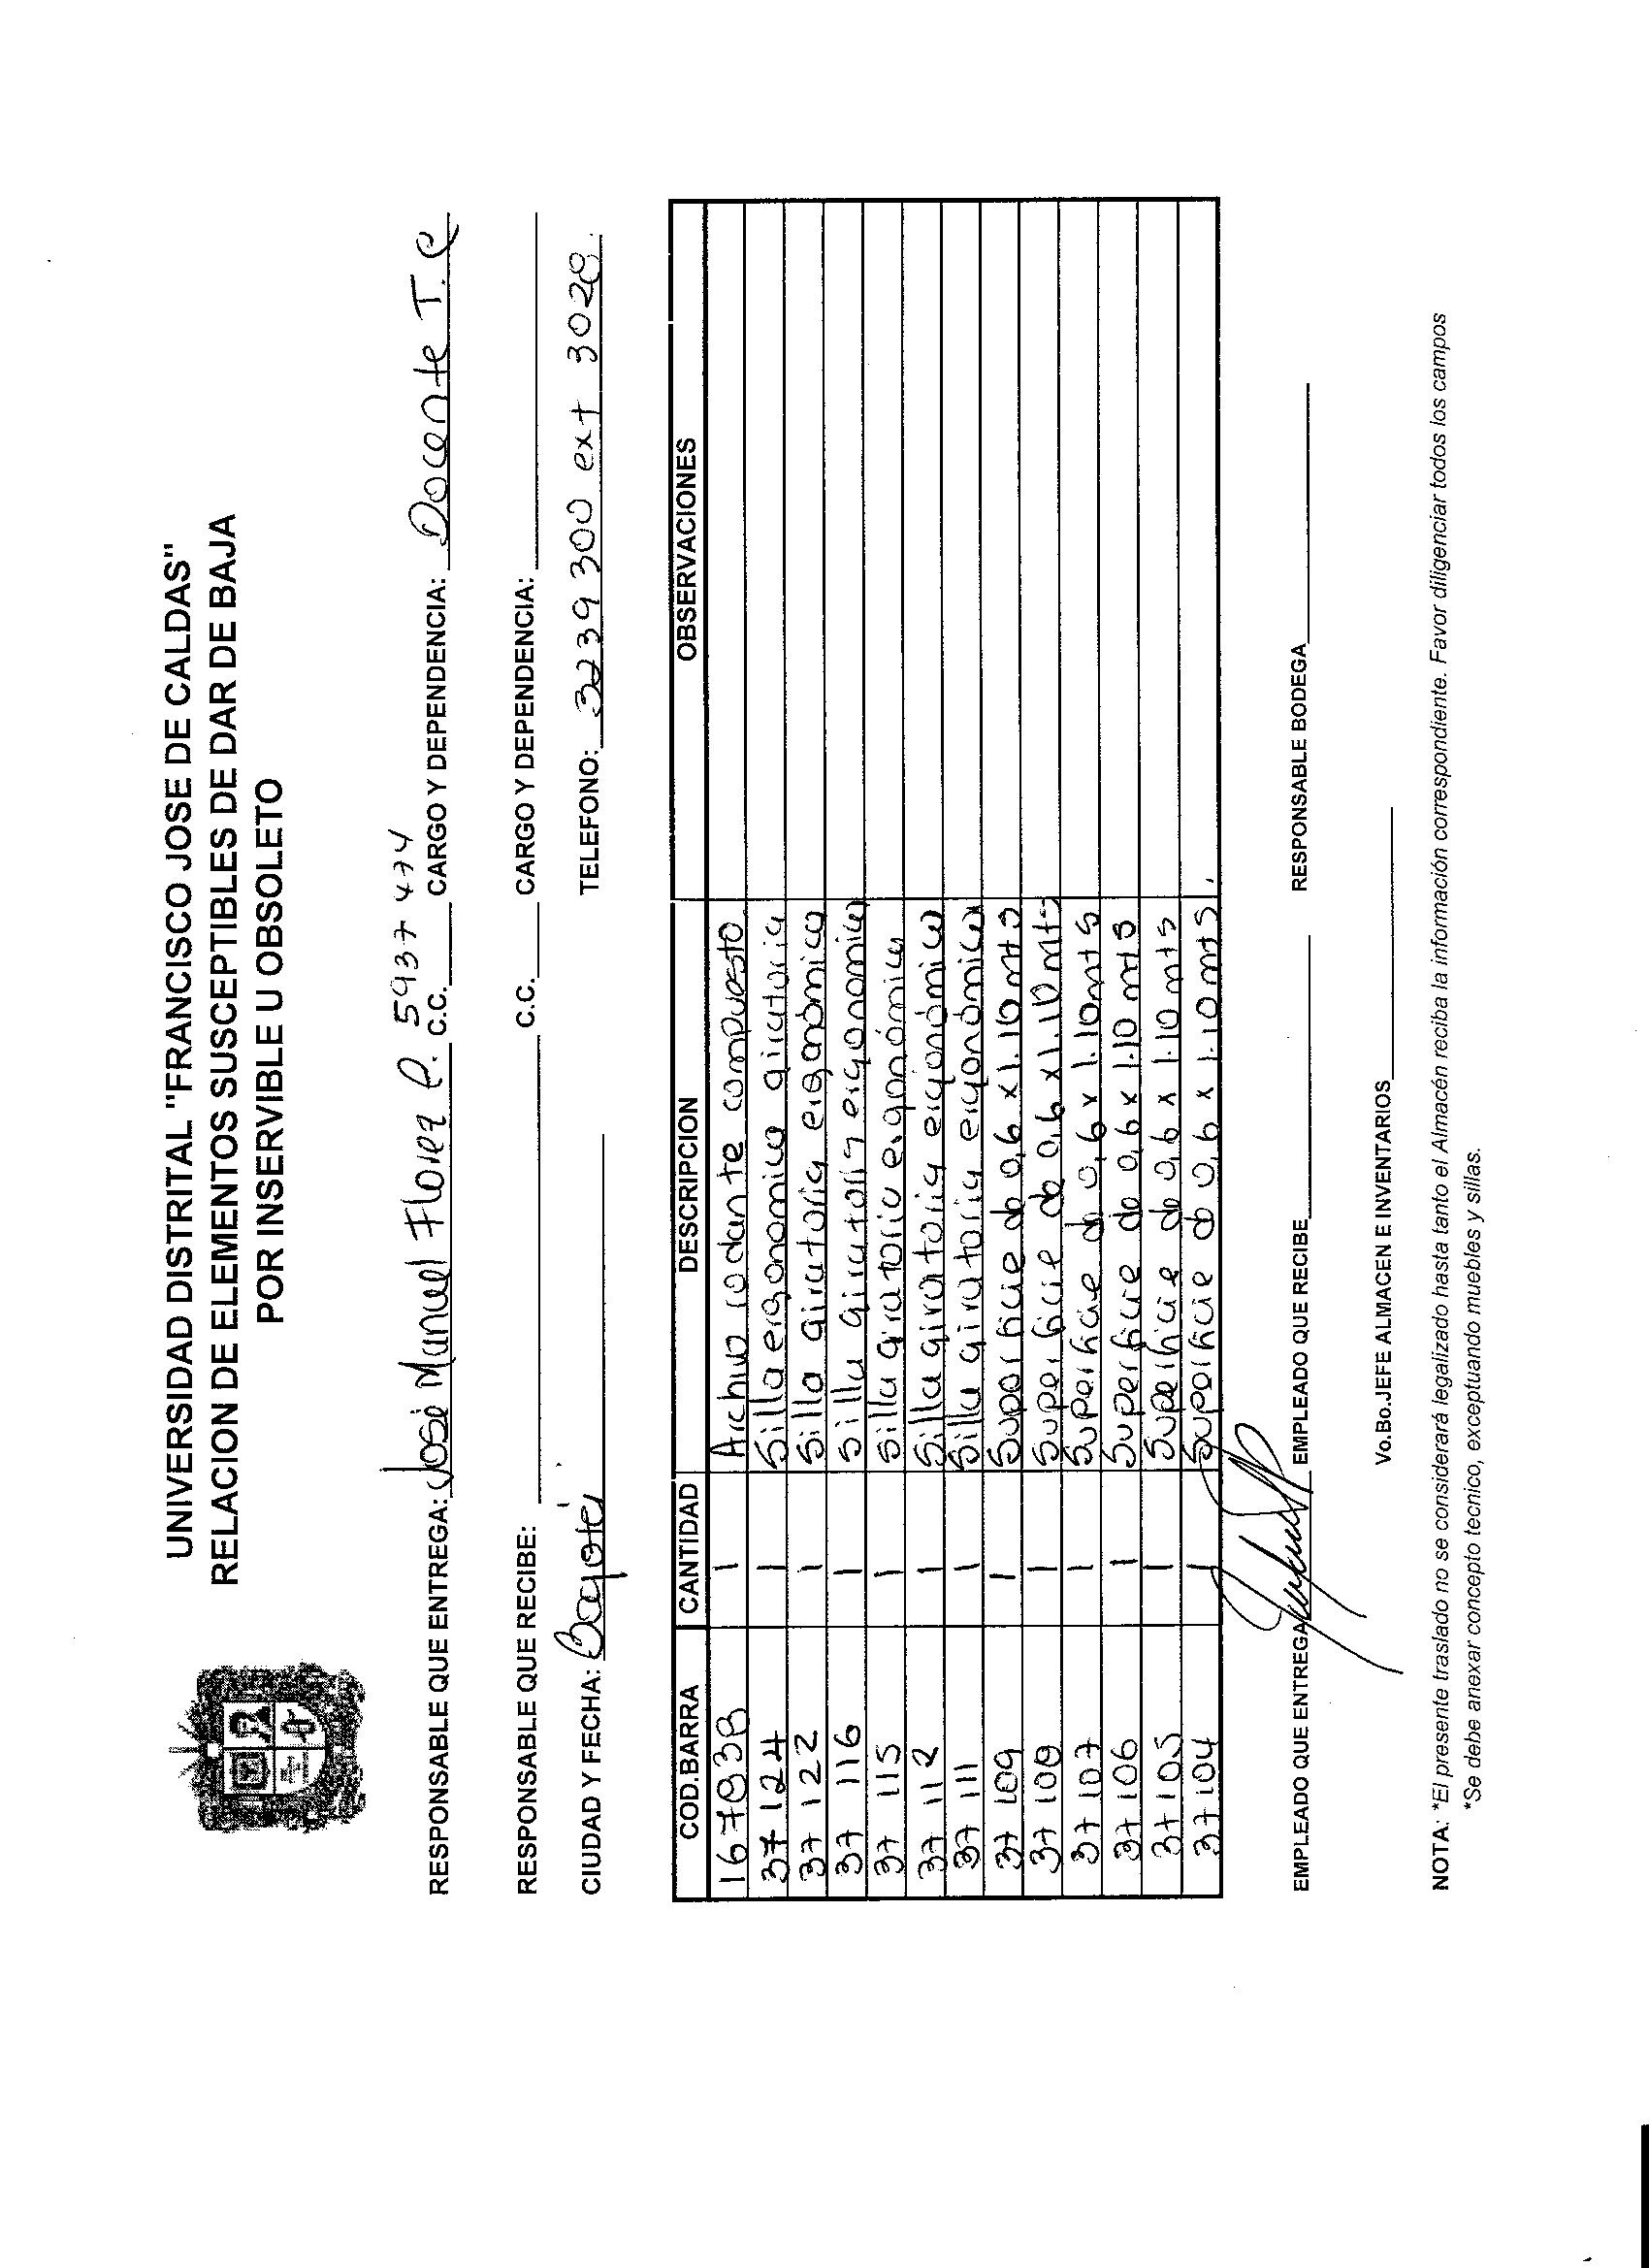 UNIVERSIDAD DISTRITAL "FRANCISCO JOSE DE CALDAS"
RELACION DE ELEMENTOS SUSCEPTIBLES DE DAR DE BAJA
POR INSERVIBLE U OBSOLETO
RESPONSABLE QUE ENTREGA: José Manuel Florez P. C.C. 5937474 CARGO Y DEPENDENCIA: Docente T.C
RESPONSABLE QUE RECIBE: C.C. CARGO Y DEPENDENCIA:
CIUDAD Y FECHA: Bogotá TELEFONO: 3239300 ext 3028
COD.BARRA CANTIDAD DESCRIPCION OBSERVACIONES
167838 1 Archivo rodante compuesto
37124 1 Silla ergonomica giratoria
37122 1 Silla giratoria ergonómica
37116 1 Silla giratoria ergonomica
37115 1 Silla giratoria ergonómica
37112 1 Silla giratoria ergonómica
37111 1 Silla giratoria ergonómica
37109 1 Superficie de 0,6 x 1.10 mts
37108 1 Superficie de 0,6 x 1.10 mts
37107 1 Superficie de 0,6 x 1.10 mts
37106 1 Superficie de 0,6 x 1.10 mts
37105 1 Superficie de 0,6 x 1.10 mts
37104 1 Superficie de 0,6 x 1.10 mts.
EMPLEADO QUE ENTREGA EMPLEADO QUE RECIBE RESPONSABLE BODEGA
Vo.Bo.JEFE ALMACEN E INVENTARIOS
NOTA: *El presente traslado no se considerará legalizado hasta tanto el Almacén reciba la información correspondiente. Favor diligenciar todos los campos
*Se debe anexar concepto tecnico, exceptuando muebles y sillas.